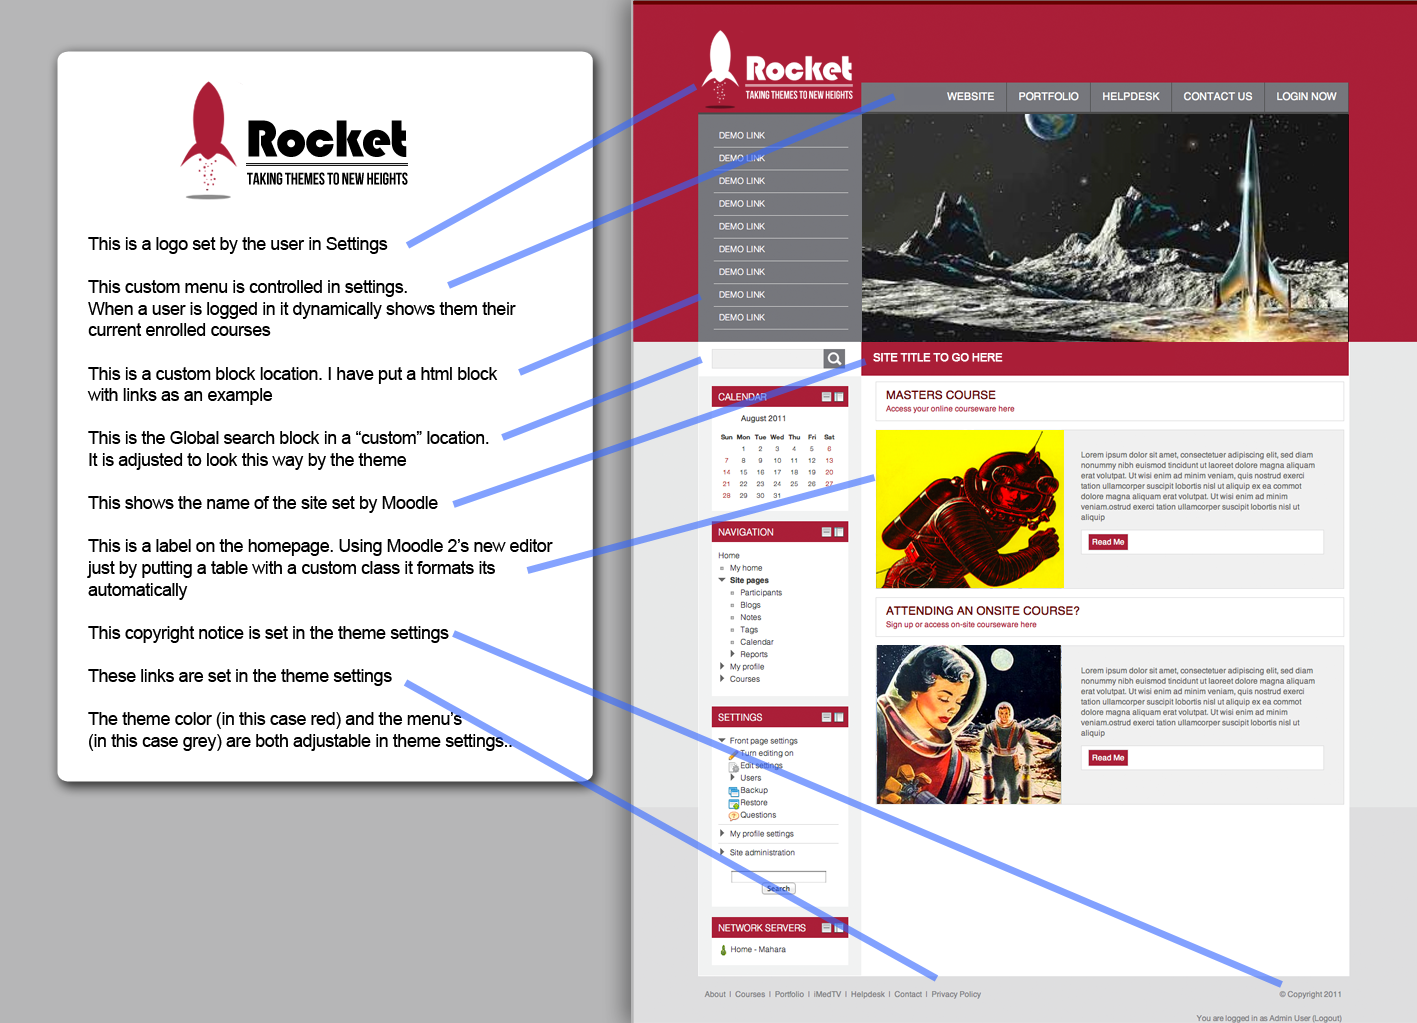 Rocket
TAKING THEMES TO NEW HEIGHTS
This is a logo set by the user in Settings
This custom menu is controlled in settings.
When a user is logged in it dynamically shows them their
current enrolled courses
This is a custom block location. I have put a html block
with links as an example
This is the Global search block in a “custom” location.
It is adjusted to look this way by the theme
This shows the name of the site set by Moodle
This is a label on the homepage. Using Moodle 2’s new editor
just by putting a table with a custom class it formats its
automatically
This copyright notice is set in the theme settings
These links are set in the theme settings
The theme color (in this case red) and the menu’s
(in this case grey) are both adjustable in theme settings..
Rocket
TAKING THEMES TO NEW HEIGHTS
WEBSITE PORTFOLIO HELPDESK CONTACT US LOGIN NOW
DEMO LINK
DEMO LINK
DEMO LINK
DEMO LINK
DEMO LINK
DEMO LINK
DEMO LINK
DEMO LINK
DEMO LINK
CALENDAR
August 2011
Sun Mon Tue Wed Thu Fri Sat
1 2 3 4 5 6
7 8 9 10 11 12 13
14 15 16 17 18 19 20
21 22 23 24 25 26 27
28 29 30 31
NAVIGATION
Home
My home
Site pages
Participants
Blogs
Notes
Tags
Calendar
Reports
My profile
Courses
SETTINGS
Front page settings
Turn editing on
Edit settings
Users
Backup
Restore
Questions
My profile settings
Site administration
Search
NETWORK SERVERS
Home - Mahara
SITE TITLE TO GO HERE
MASTERS COURSE
Access your online courseware here
Lorem ipsum dolor sit amet, consectetuer adipiscing elit, sed diam
nonummy nibh euismod tincidunt ut laoreet dolore magna aliquam
erat volutpat. Ut wisi enim ad minim veniam, quis nostrud exerci
tation ullamcorper suscipit lobortis nisl ut aliquip ex ea commot
dolore magna aliquam erat volutpat. Ut wisi enim ad minim
veniam.ostrud exerci tation ullamcorper suscipit lobortis nisl ut
aliquip
Read Me
ATTENDING AN ONSITE COURSE?
Sign up or access on-site courseware here
Lorem ipsum dolor sit amet, consectetuer adipiscing elit, sed diam
nonummy nibh euismod tincidunt ut laoreet dolore magna aliquam
erat volutpat. Ut wisi enim ad minim veniam, quis nostrud exerci
tation ullamcorper suscipit lobortis nisl ut aliquip ex ea commot
dolore magna aliquam erat volutpat. Ut wisi enim ad minim
veniam.ostrud exerci tation ullamcorper suscipit lobortis nisl ut
aliquip
Read Me
About | Courses | Portfolio | iMedTV | Helpdesk | Contact | Privacy Policy
© Copyright 2011
You are logged in as Admin User (Logout)